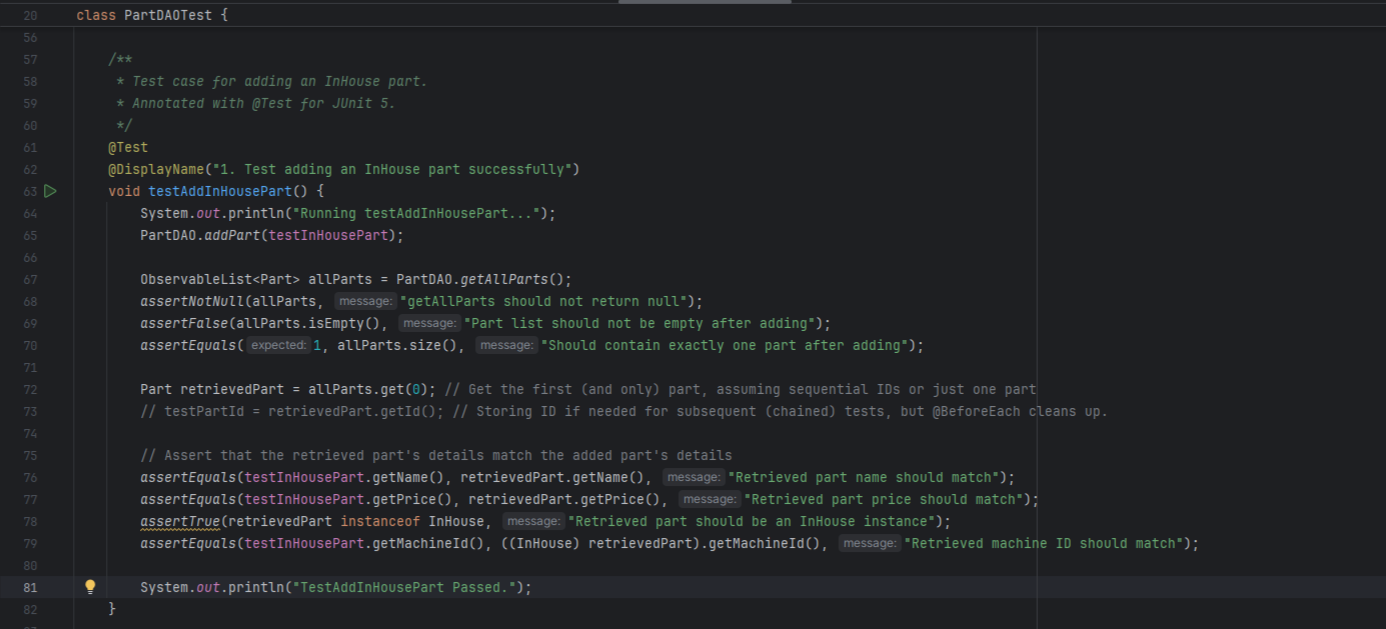 20 class PartDAOTest {
56
57 /**
58 * Test case for adding an InHouse part.
59 * Annotated with @Test for JUnit 5.
60 */
61 @Test
62 @DisplayName("1. Test adding an InHouse part successfully")
63 void testAddInHousePart() {
64 System.out.println("Running testAddInHousePart...");
65 PartDAO.addPart(testInHousePart);
66
67 ObservableList<Part> allParts = PartDAO.getAllParts();
68 assertNotNull(allParts, message: "getAllParts should not return null");
69 assertFalse(allParts.isEmpty(), message: "Part list should not be empty after adding");
70 assertEquals( expected: 1, allParts.size(), message: "Should contain exactly one part after adding");
71
72 Part retrievedPart = allParts.get(0); // Get the first (and only) part, assuming sequential IDs or just one part
73 // testPartId = retrievedPart.getId(); // Storing ID if needed for subsequent (chained) tests, but @BeforeEach cleans up.
74
75 // Assert that the retrieved part's details match the added part's details
76 assertEquals(testInHousePart.getName(), retrievedPart.getName(), message: "Retrieved part name should match");
77 assertEquals(testInHousePart.getPrice(), retrievedPart.getPrice(), message: "Retrieved part price should match");
78 assertTrue(retrievedPart instanceof InHouse, message: "Retrieved part should be an InHouse instance");
79 assertEquals(testInHousePart.getMachineId(), ((InHouse) retrievedPart).getMachineId(), message: "Retrieved machine ID should match");
80
81 System.out.println("TestAddInHousePart Passed.");
82 }